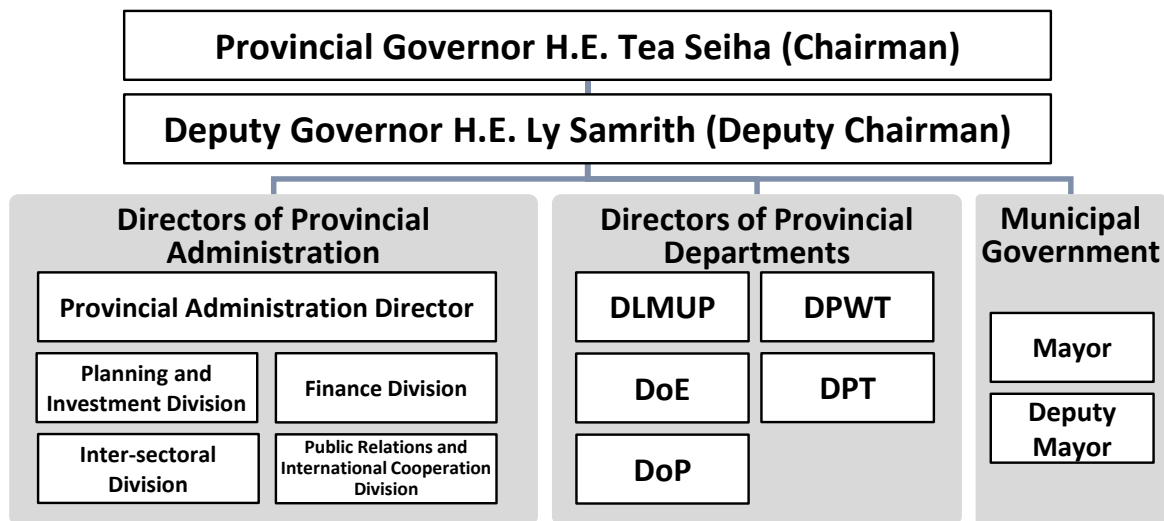 Provincial Governor H.E. Tea Seiha (Chairman)
Deputy Governor H.E. Ly Samrith (Deputy Chairman)
Directors of Provincial
Administration
Provincial Administration Director
Planning and
Investment Division
Finance Division
Inter-sectoral
Division
Public Relations and
International Cooperation
Division
Directors of Provincial
Departments
DLMUP
DPWT
DoE
DPT
DoP
Municipal
Government
Mayor
Deputy
Mayor